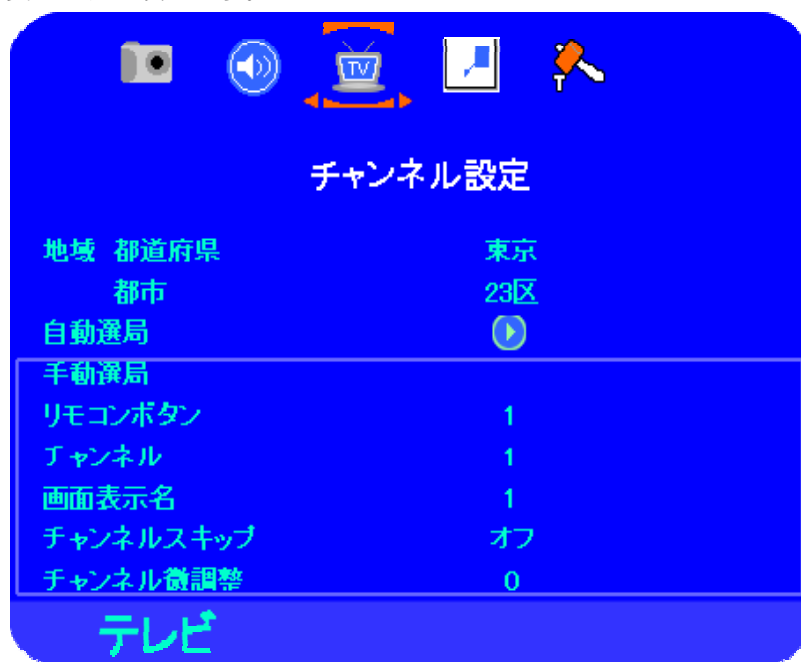 TV
チャンネル設定
地域 都道府県 東京
都市 23区
自動選局
手動選局
リモコンボタン 1
チャンネル 1
画面表示名 1
チャンネルスキップ オフ
チャンネル微調整 0
テレビ